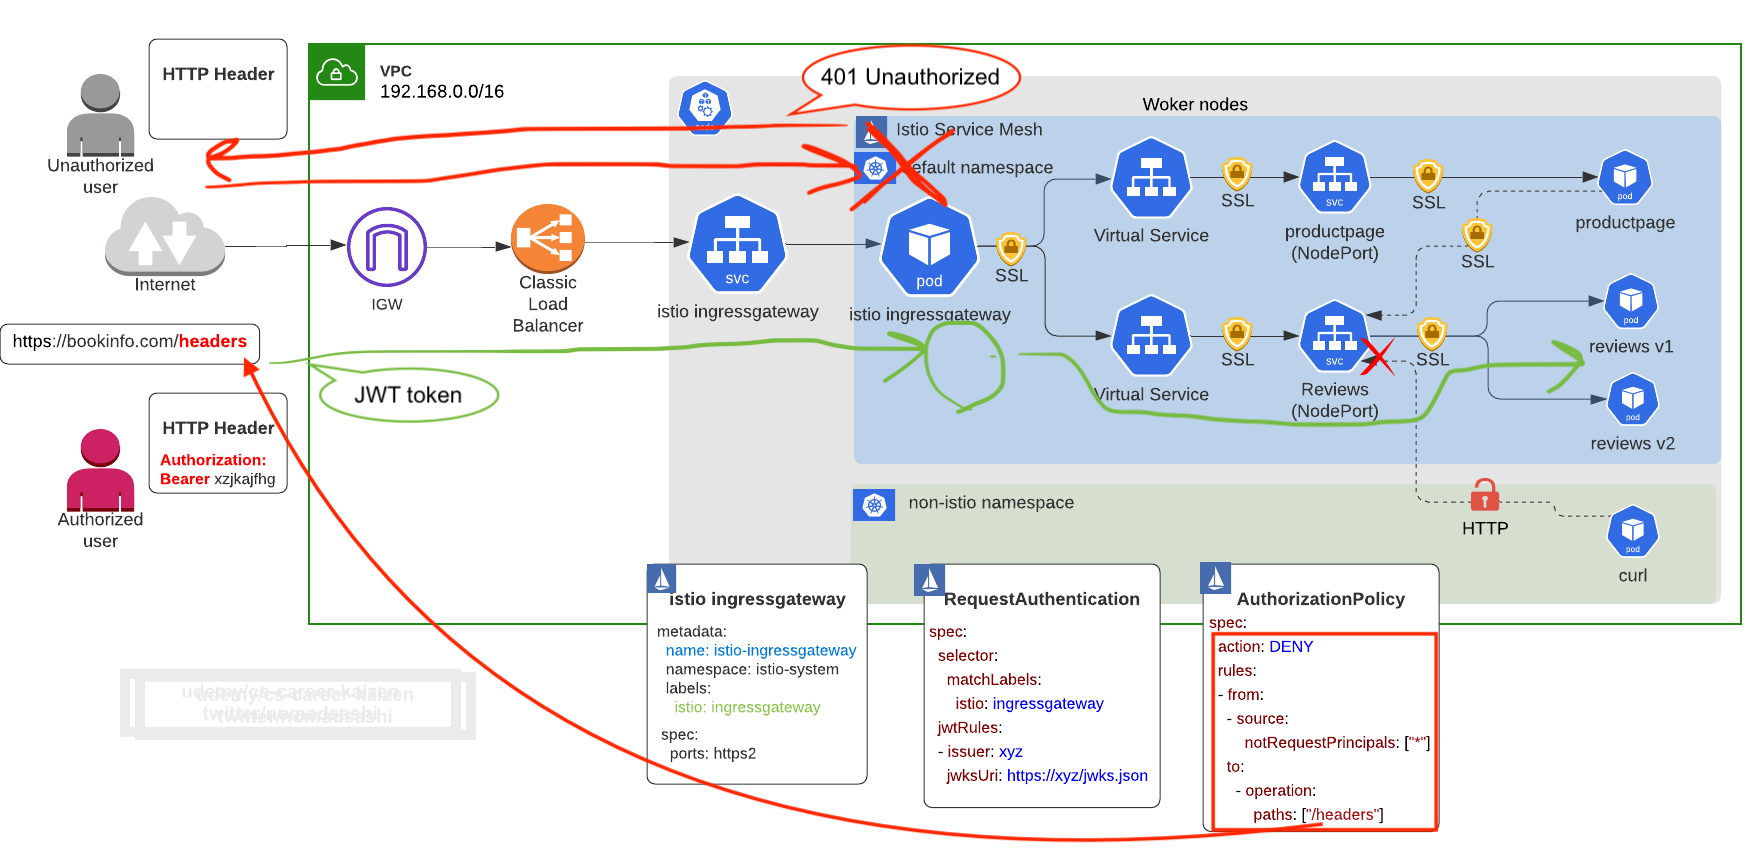 HTTP Header
Unauthorized
user
Internet
https://bookinfo.com/headers
HTTP Header
Authorization:
Bearer xzjkajfhg
Authorized
user
VPC
192.168.0.0/16
401 Unauthorized
Woker nodes
Istio Service Mesh
efault namespace
IGW
Classic
Load
Balancer
svc
istio ingressgateway
pod
istio ingressgateway
SSL
Virtual Service
SSL
svc
productpage
(NodePort)
SSL
pod
productpage
SSL
Virtual Service
SSL
svc
Reviews
(NodePort)
SSL
pod
reviews v1
pod
reviews v2
JWT token
non-istio namespace
HTTP
pod
curl
istio ingressgateway
metadata:
name: istio-ingressgateway
namespace: istio-system
labels:
istio: ingressgateway
spec:
ports: https2
RequestAuthentication
spec:
selector:
matchLabels:
istio: ingressgateway
jwtRules:
- issuer: xyz
jwksUri: https://xyz/jwks.json
AuthorizationPolicy
spec:
action: DENY
rules:
- from:
- source:
notRequestPrincipals: ["*"]
to:
- operation:
paths: ["/headers"]
udemy/cs-career-kaizen